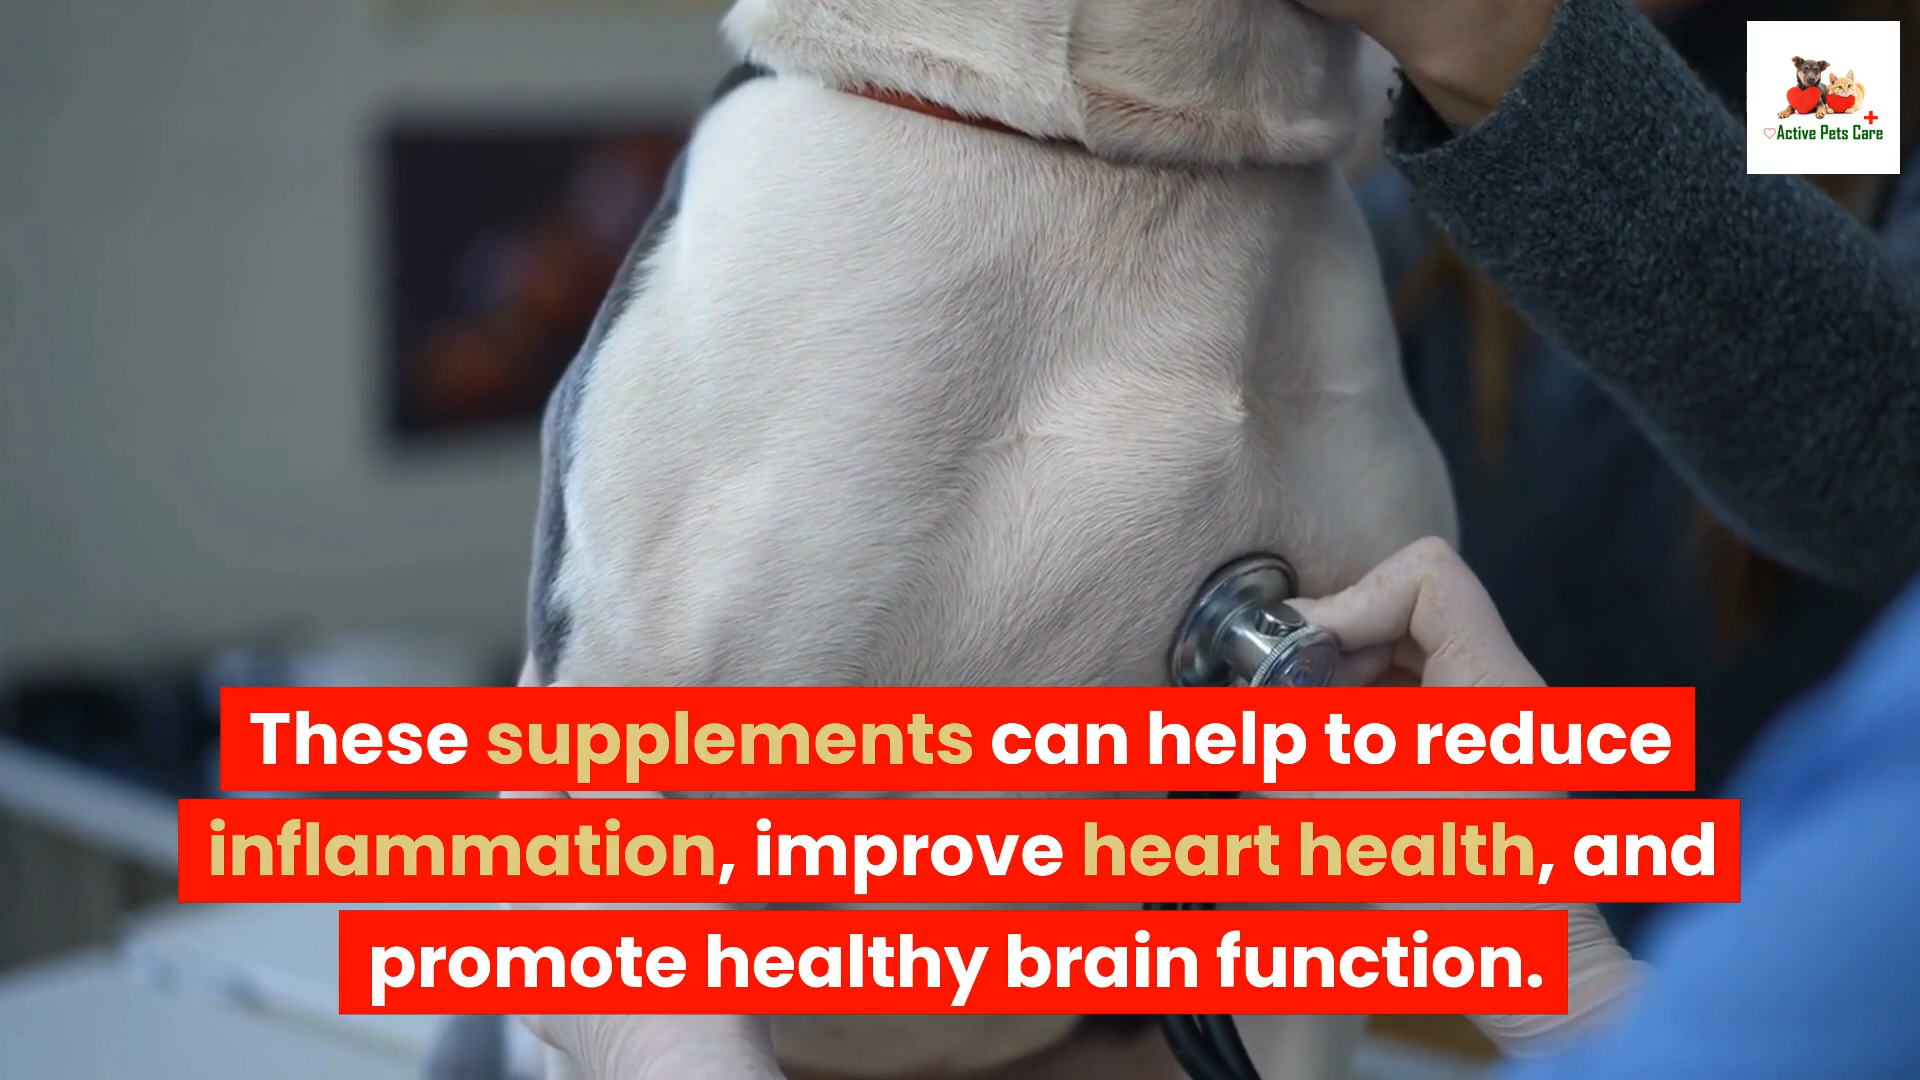 Active Pets Care
These supplements can help to reduce
inflammation, improve heart health, and
promote healthy brain function.